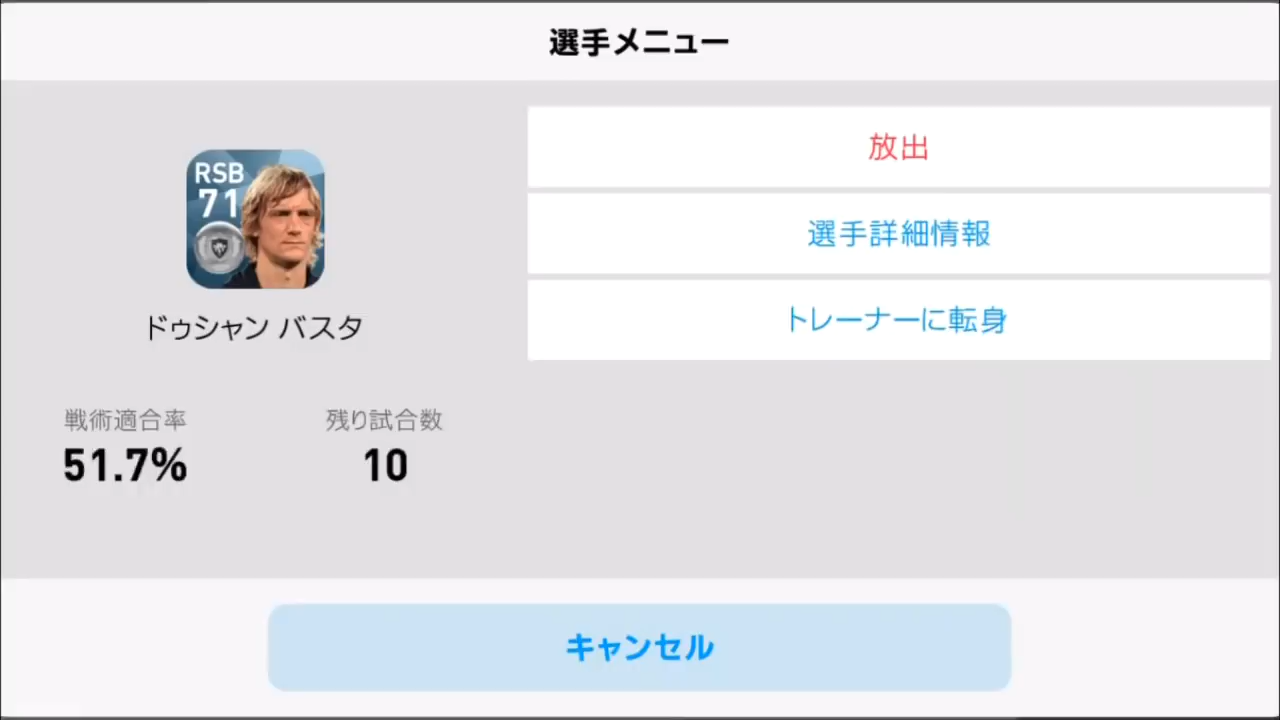 選手メニュー
RSB
71
ドゥシャン バスタ
戦術適合率
51.7%
残り試合数
10
放出
選手詳細情報
トレーナーに転身
キャンセル